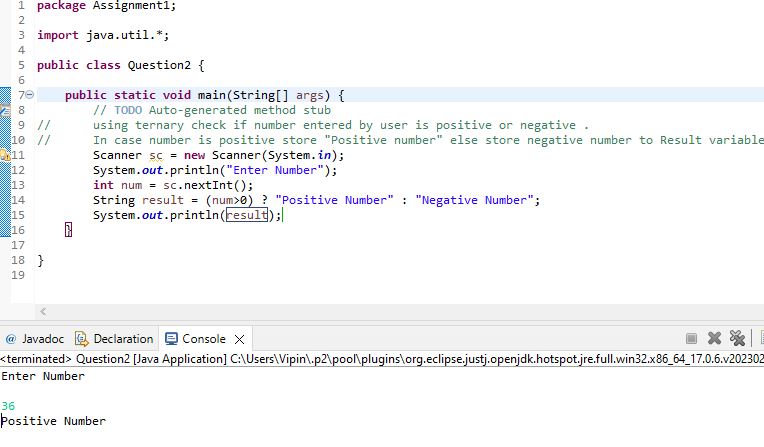 1 package Assignment1;
2
3 import java.util.*;
4
5 public class Question2 {
6
7 public static void main(String[] args) {
8 // TODO Auto-generated method stub
9 // using ternary check if number entered by user is positive or negative .
10 // In case number is positive store "Positive number" else store negative number to Result variable
11 Scanner sc = new Scanner(System.in);
12 System.out.println("Enter Number");
13 int num = sc.nextInt();
14 String result = (num>0) ? "Positive Number" : "Negative Number";
15 System.out.println(result);
16 }
17
18 }
19
@ Javadoc Declaration Console
<terminated> Question2 [Java Application] C:\Users\Vipin\.p2\pool\plugins\org.eclipse.justj.openjdk.hotspot.jre.full.win32.x86_64_17.0.6.v202302
Enter Number
36
Positive Number